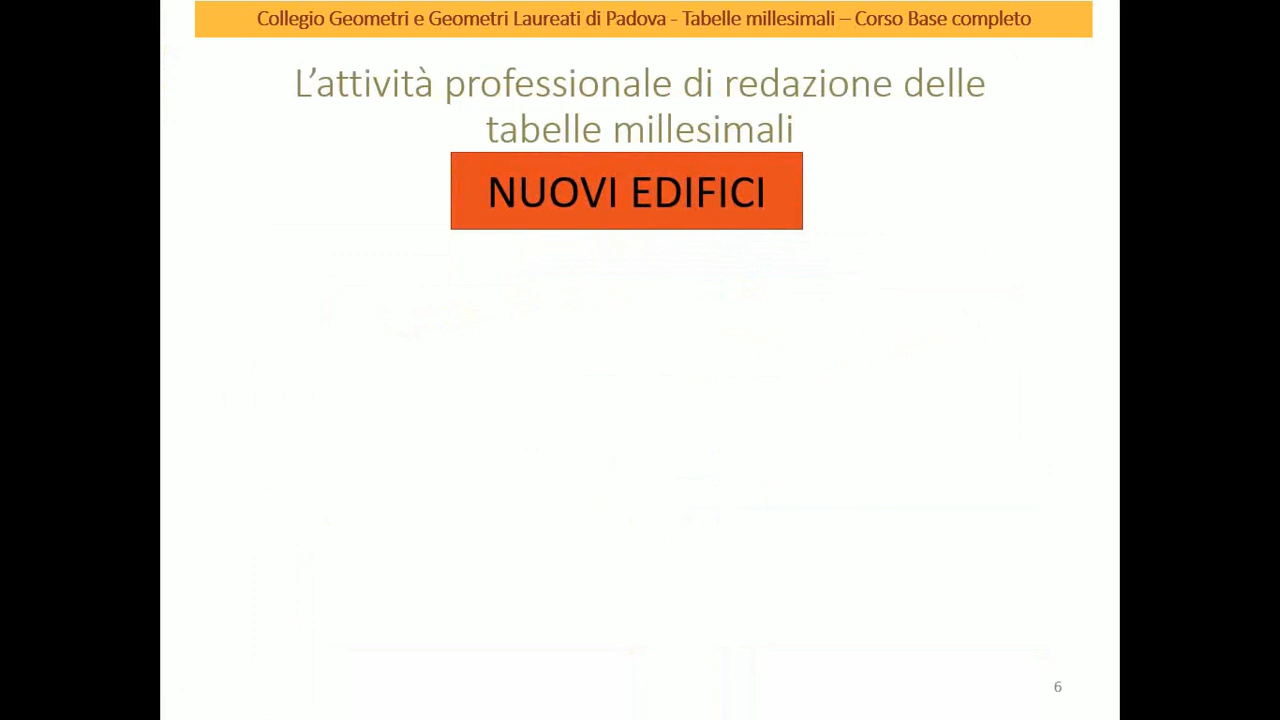 Collegio Geometri e Geometri Laureati di Padova - Tabelle millesimali – Corso Base completo
L’attività professionale di redazione delle
tabelle millesimali
NUOVI EDIFICI
6